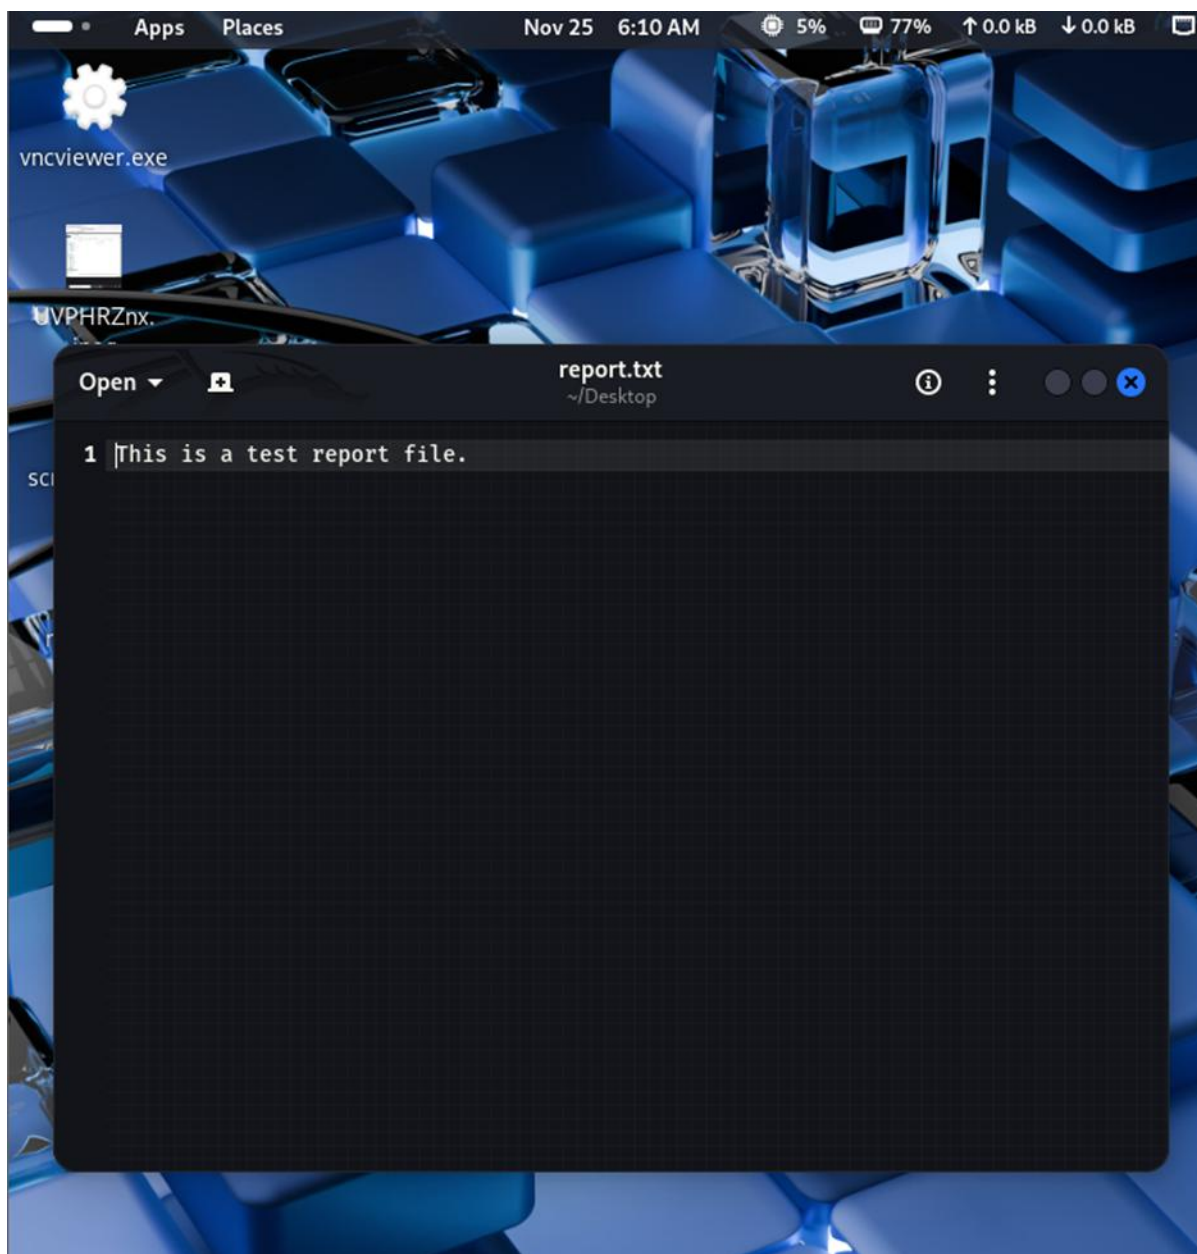 Apps Places Nov 25 6:10 AM 5% 77% ↑ 0.0 kB ↓ 0.0 kB
vncviewer.exe
UVPHRZnx.
Open report.txt
~/Desktop
1 This is a test report file.